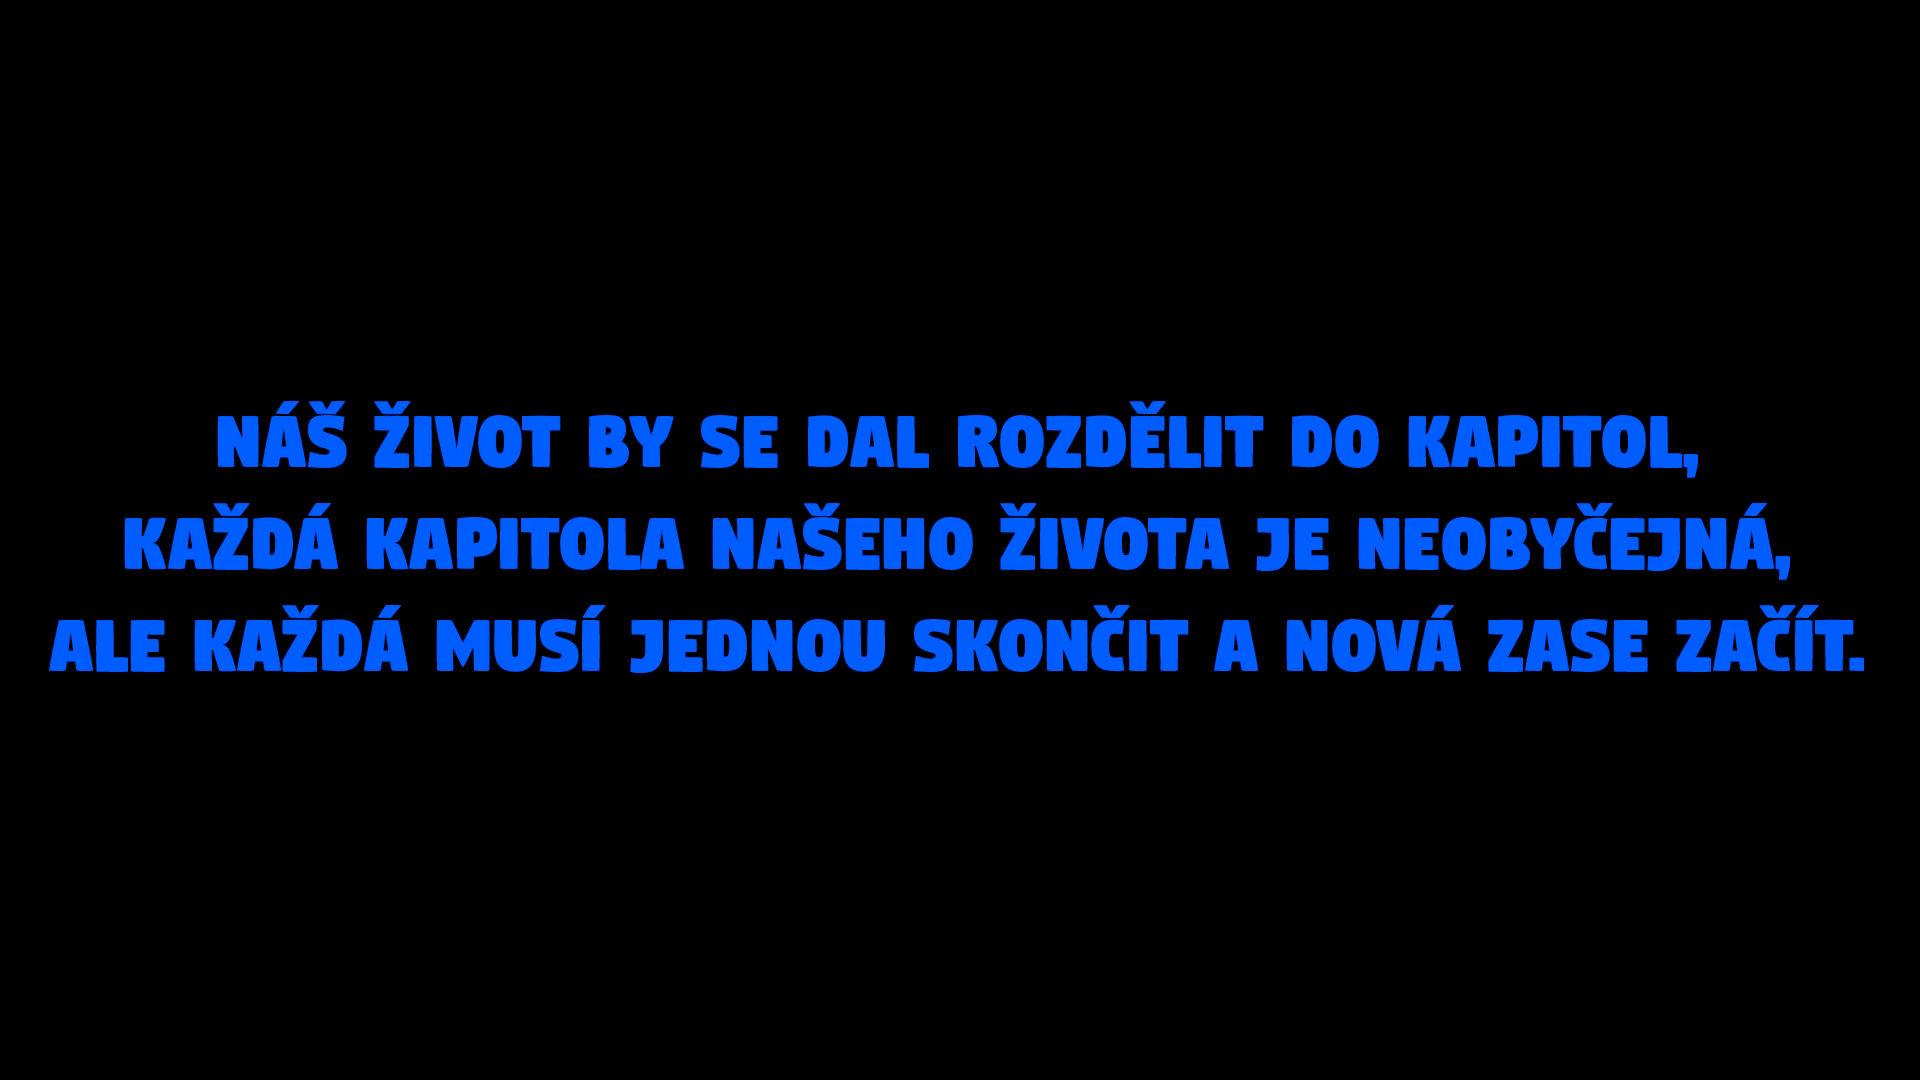 NÁŠ ŽIVOT BY SE DAL ROZDĚLIT DO KAPITOL,
KAŽDÁ KAPITOLA NAŠEHO ŽIVOTA JE NEOBYČEJNÁ,
ALE KAŽDÁ MUSÍ JEDNOU SKONČIT A NOVÁ ZASE ZAČÍT.